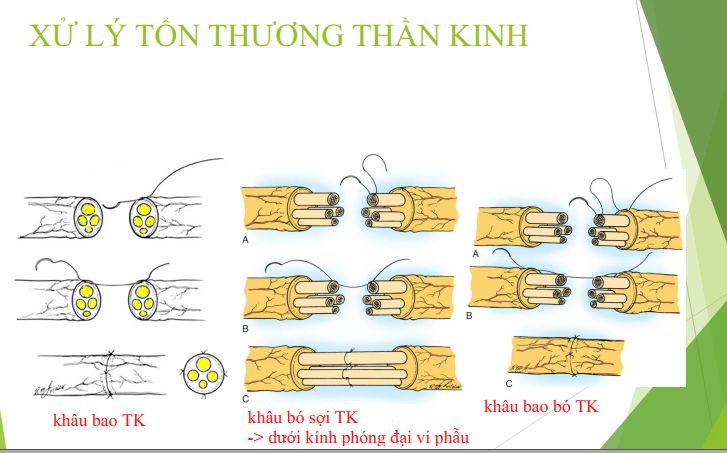 XỬ LÝ TỔN THƯƠNG THẦN KINH
A
B
C
A
B
C
khâu bao TK
khâu bó sợi TK
-> dưới kính phóng đại vi phẫu
khâu bao bó TK